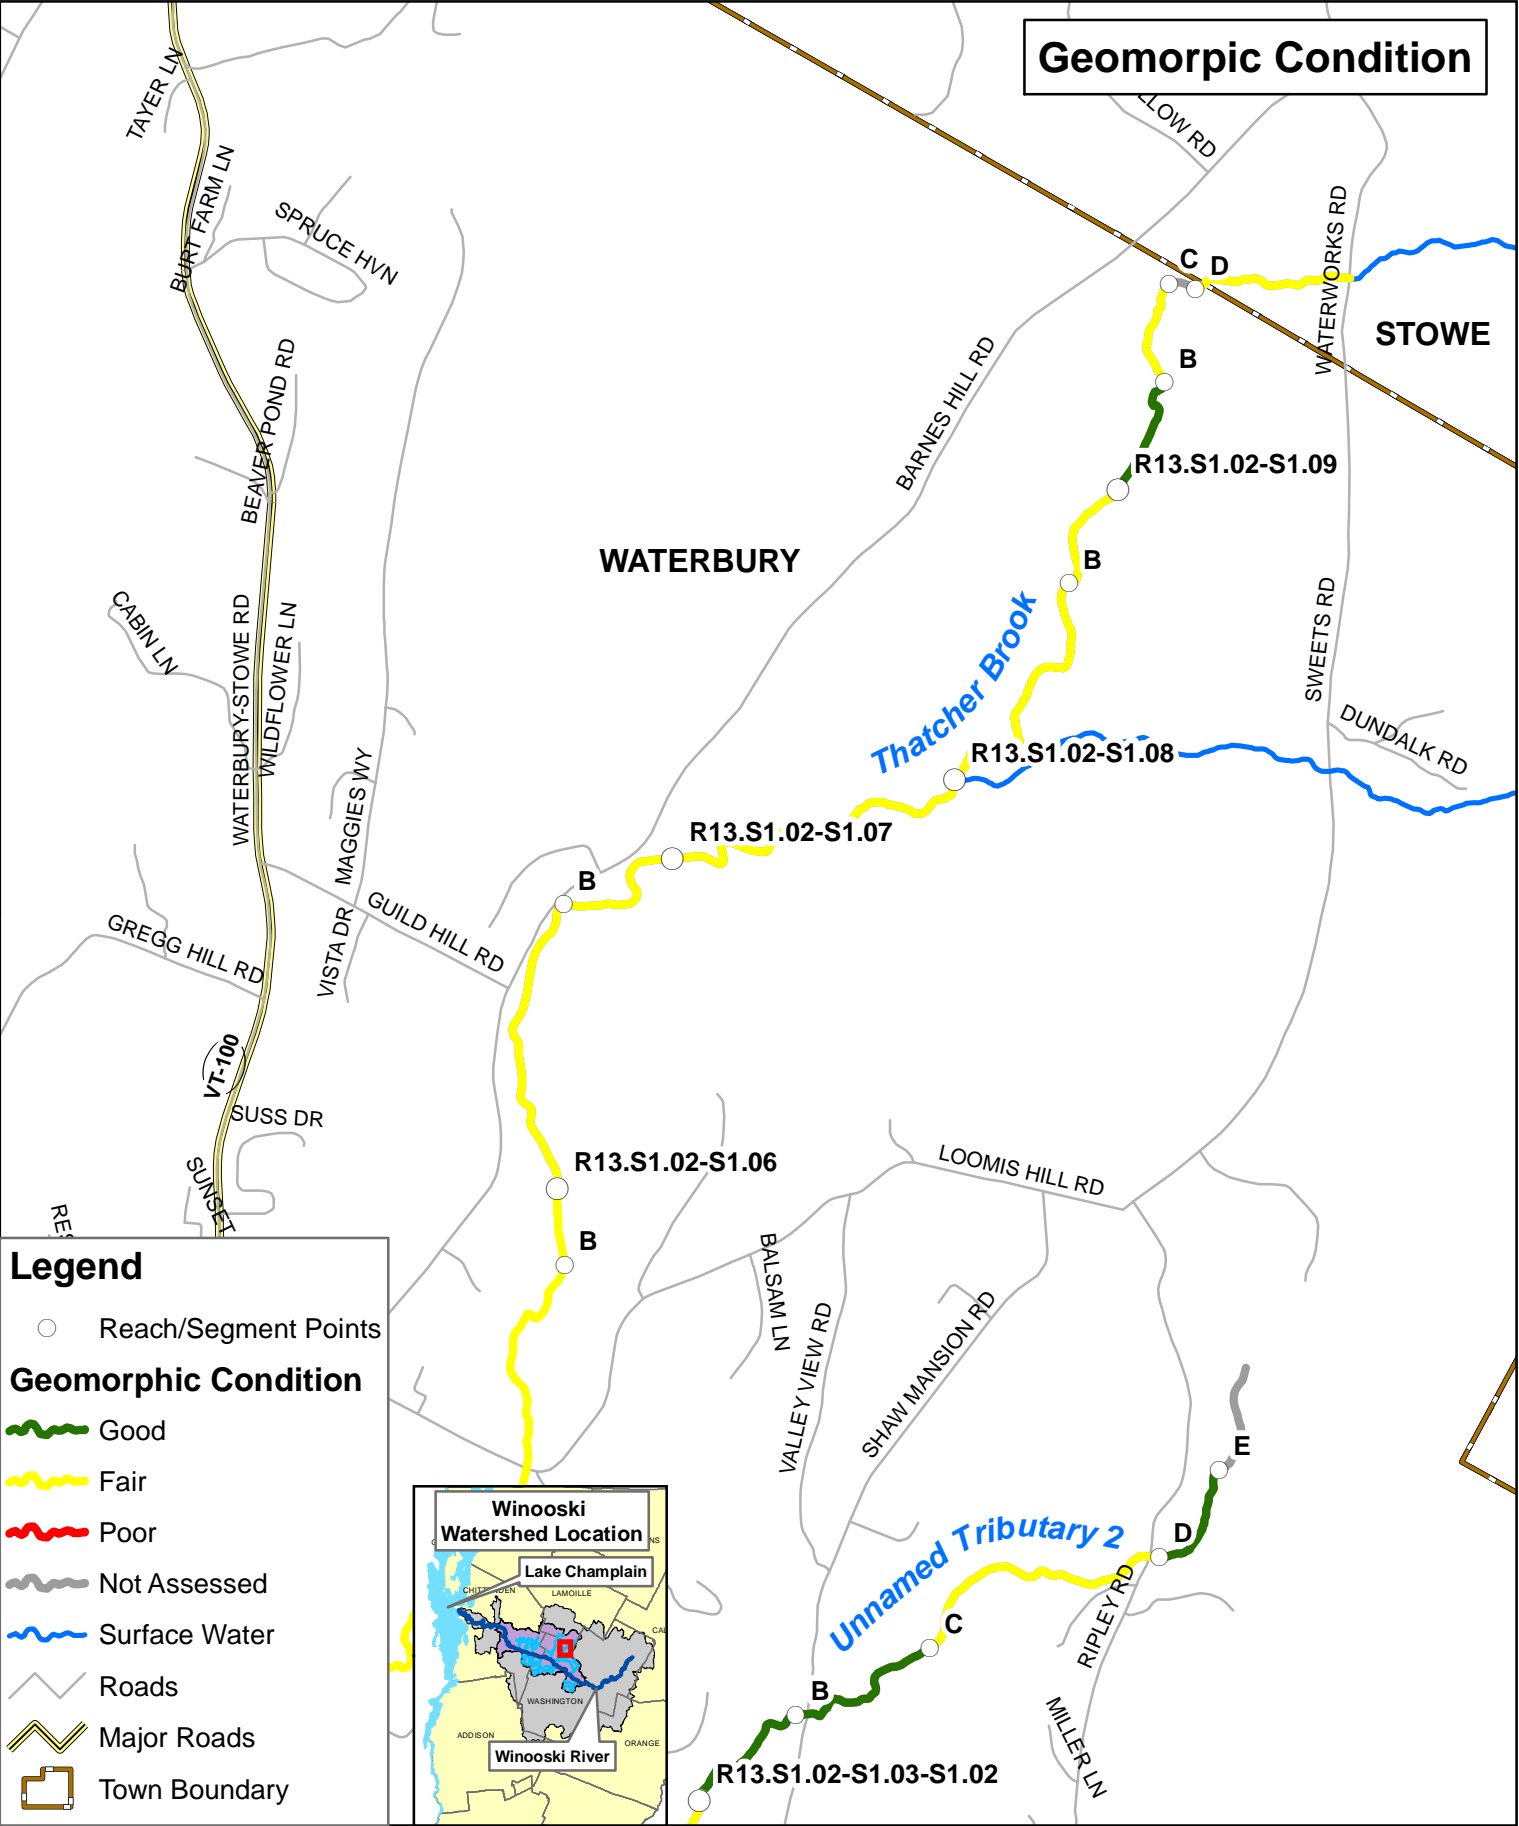 Geomorpic Condition
TAYER LN
LLOW RD
BURT FARM LN
SPRUCE HVN
WATERWORKS RD
C
D
STOWE
B
BEAVER POND RD
BARNES HILL RD
R13.S1.02-S1.09
WATERBURY
B
CABIN LN
WATERBURY-STOWE RD
WILDFLOWER LN
Thatcher Brook
SWEETS RD
DUNDALK RD
R13.S1.02-S1.08
MAGGIES WY
R13.S1.02-S1.07
B
GUILD HILL RD
GREGG HILL RD
VISTA DR
VT-100
SUSS DR
SUNSET
R13.S1.02-S1.06
LOOMIS HILL RD
RES
B
BALSAM LN
VALLEY VIEW RD
SHAW MANSION RD
E
D
Unnamed Tributary 2
RIPLEY RD
C
B
MILLER LN
R13.S1.02-S1.03-S1.02
Legend
Reach/Segment Points
Geomorphic Condition
Good
Fair
Poor
Not Assessed
Surface Water
Roads
Major Roads
Town Boundary
Winooski
Watershed Location
NS
Lake Champlain
LAMOILLE
CAL
WASHINGTON
ADDISON
ORANGE
Winooski River